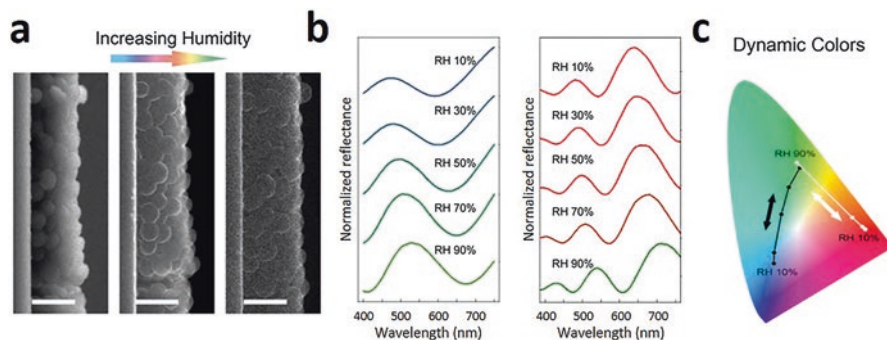 a
Increasing Humidity
b
Normalized reflectance
RH 10%
RH 30%
RH 50%
RH 70%
RH 90%
400 500 600 700
Wavelength (nm)
Normalized reflectance
RH 10%
RH 30%
RH 50%
RH 70%
RH 90%
400 500 600 700
Wavelength (nm)
c
Dynamic Colors
RH 90%
RH 10%
RH 10%